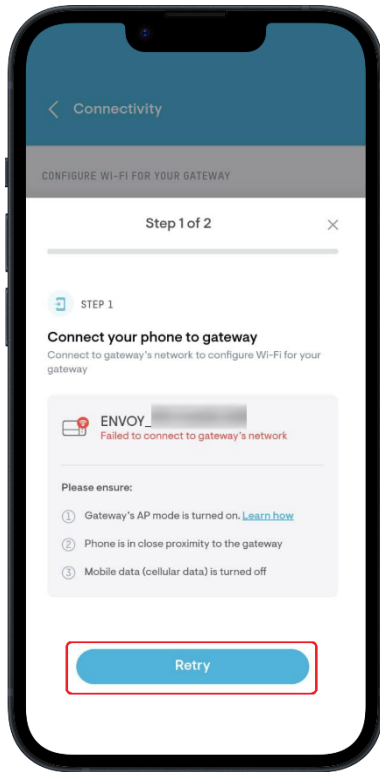 Connectivity
CONFIGURE WI-FI FOR YOUR GATEWAY
Step 1 of 2
STEP 1
Connect your phone to gateway
Connect to gateway's network to configure Wi-Fi for your
gateway
ENVOY_
Failed to connect to gateway's network
Please ensure:
1 Gateway's AP mode is turned on. Learn how
2 Phone is in close proximity to the gateway
3 Mobile data (cellular data) is turned off
Retry